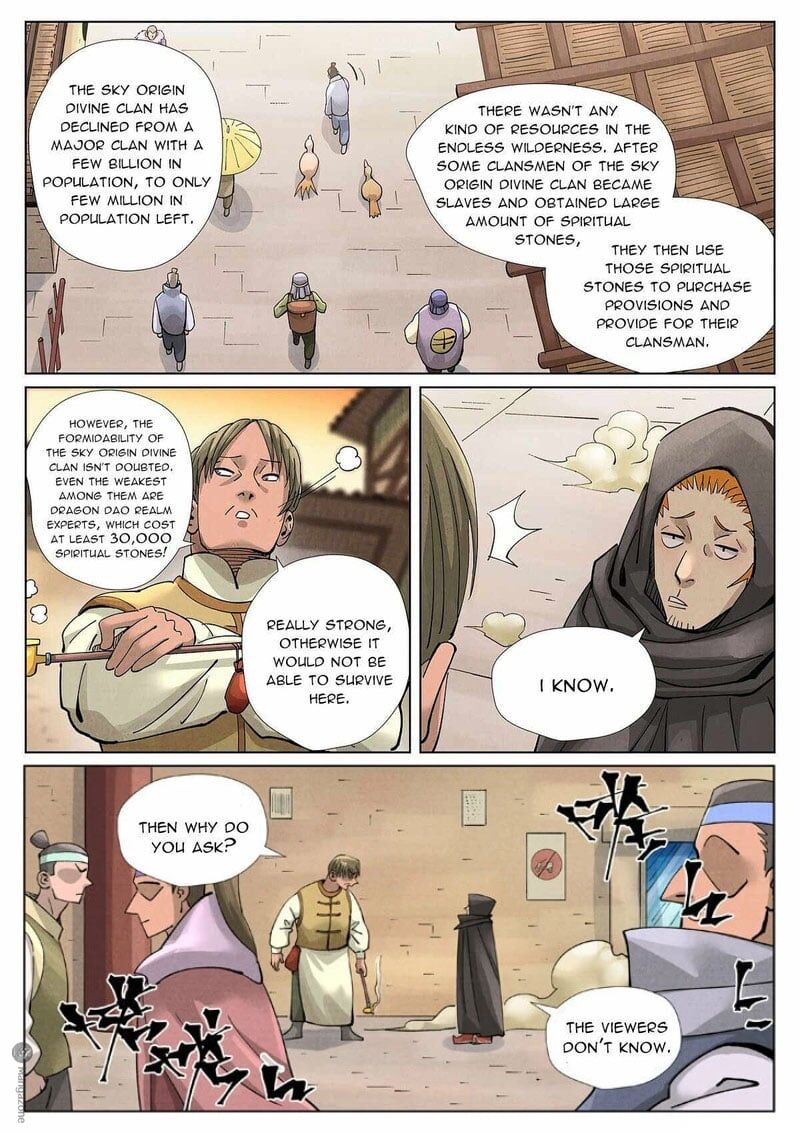 THE SKY ORIGIN
DIVINE CLAN HAS
DECLINED FROM A
MAJOR CLAN WITH A
FEW BILLION IN
POPULATION, TO ONLY
FEW MILLION IN
POPULATION LEFT.
THERE WASN'T ANY
KIND OF RESOURCES IN THE
ENDLESS WILDERNESS. AFTER
SOME CLANSMEN OF THE SKY
ORIGIN DIVINE CLAN BECAME
SLAVES AND OBTAINED LARGE
AMOUNT OF SPIRITUAL
STONES,
THEY THEN USE
THOSE SPIRITUAL
STONES TO PURCHASE
PROVISIONS AND
PROVIDE FOR THEIR
CLANSMAN.
HOWEVER, THE
FORMIDABILITY OF
THE SKY ORIGIN DIVINE
CLAN ISN'T DOUBTED.
EVEN THE WEAKEST
AMONG THEM ARE
DRAGON DAO REALM
EXPERTS, WHICH COST
AT LEAST 30,000
SPIRITUAL STONES!
REALLY STRONG,
OTHERWISE IT
WOULD NOT BE
ABLE TO SURVIVE
HERE.
I KNOW.
THEN WHY DO
YOU ASK?
THE VIEWERS
DON'T KNOW.
Mangazone